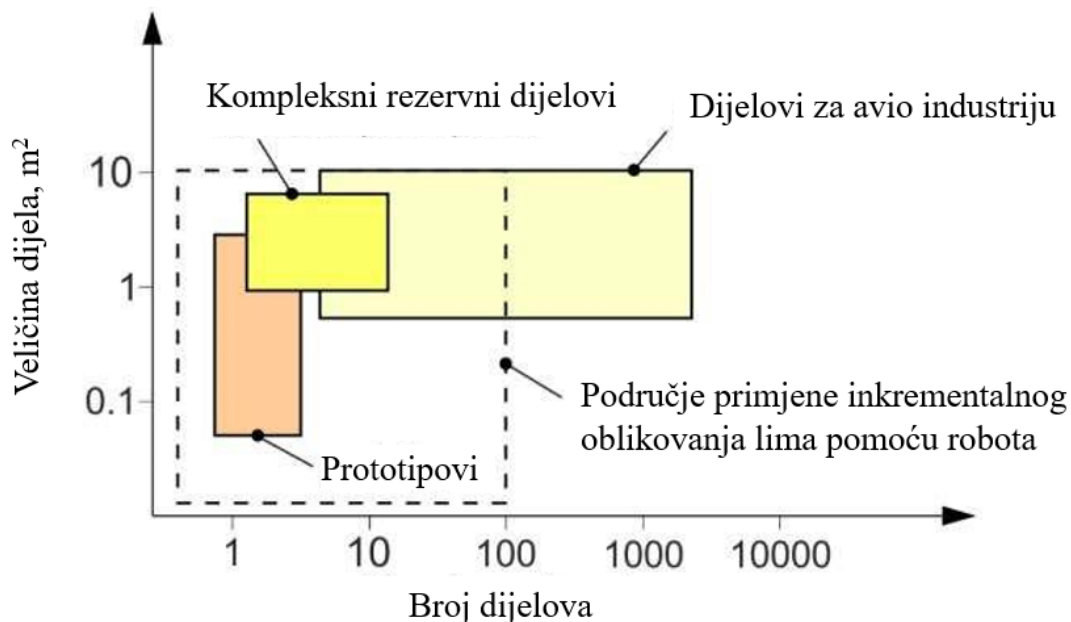 Kompleksni rezervni dijelovi
Dijelovi za avio industriju
Veličina dijela, m²
10
1
0.1
Područje primjene inkrementalnog
oblikovanja lima pomoću robota
Prototipovi
1 10 100 1000 10000
Broj dijelova